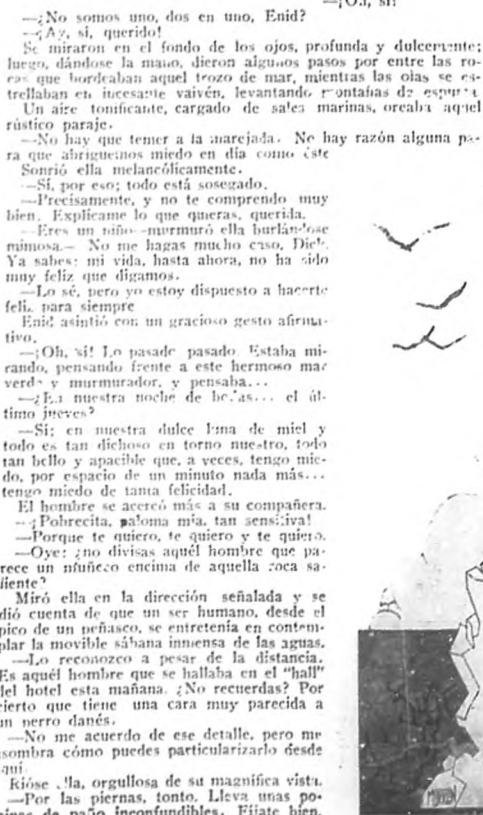 —¡Oh, sí!
—¿No somos uno, dos en uno, Enid?
—¡Ay, si, querido!
Se miraron en el fondo de los ojos, profunda y dulcemente;
luego, dándose la mano, dieron algunos pasos por entre las ro-
cas que bordeaban aquel trozo de mar, mientras las olas se es-
trellaban en incesante vaivén, levantando montañas de espuma.
Un aire tonificante, cargado de sales marinas, oreaba aquel
rústico paraje.
—No hay que temer a la marejada. No hay razón alguna pa-
ra que abriguemos miedo en día como éste
Sonrió ella melancólicamente.
—Sí, por eso; todo está sosegado.
—Precisamente, y no te comprendo muy
bien. Explícame lo que quieras, querida.
—Eres un niño—murmuró ella burlándose
mimosa.— No me hagas mucho caso, Dick.
Ya sabes: mi vida, hasta ahora, no ha sido
muy feliz que digamos.
—Lo sé, pero yo estoy dispuesto a hacerte
feliz para siempre
Enid asintió con un gracioso gesto afirma-
tivo.
—¡Oh, sí! Lo pasado pasado. Estaba mi-
rando, pensando frente a este hermoso mar
verde y murmurador, y pensaba...
—¿En nuestra noche de bodas... el úl-
timo jueves?
—Si; en nuestra dulce luna de miel y
todo es tan dichoso en torno nuestro, todo
tan bello y apacible que, a veces, tengo mie-
do, por espacio de un minuto nada más...
tengo miedo de tanta felicidad.
El hombre se acercó más a su compañera.
—¡Pobrecita, paloma mía, tan sensitiva!
—Porque te quiero, te quiero y te quiero.
—Oye: ¿no divisas aquél hombre que pa-
rece un muñeco encima de aquella roca sa-
liente?
Miró ella en la dirección señalada y se
dió cuenta de que un ser humano, desde el
pico de un peñasco, se entretenía en contem-
plar la movible sábana inmensa de las aguas.
—Lo reconozco a pesar de la distancia.
Es aquél hombre que se hallaba en el "hall"
del hotel esta mañana. ¿No recuerdas? Por
cierto que tiene una cara muy parecida a
un perro danés.
—No me acuerdo de ese detalle, pero me
asombra cómo puedes particularizarlo desde
aquí
Rióse ella, orgullosa de su magnífica vista.
—Por las piernas, tonto. Lleva unas po-
lainas de paño inconfundibles. Fíjate bien.